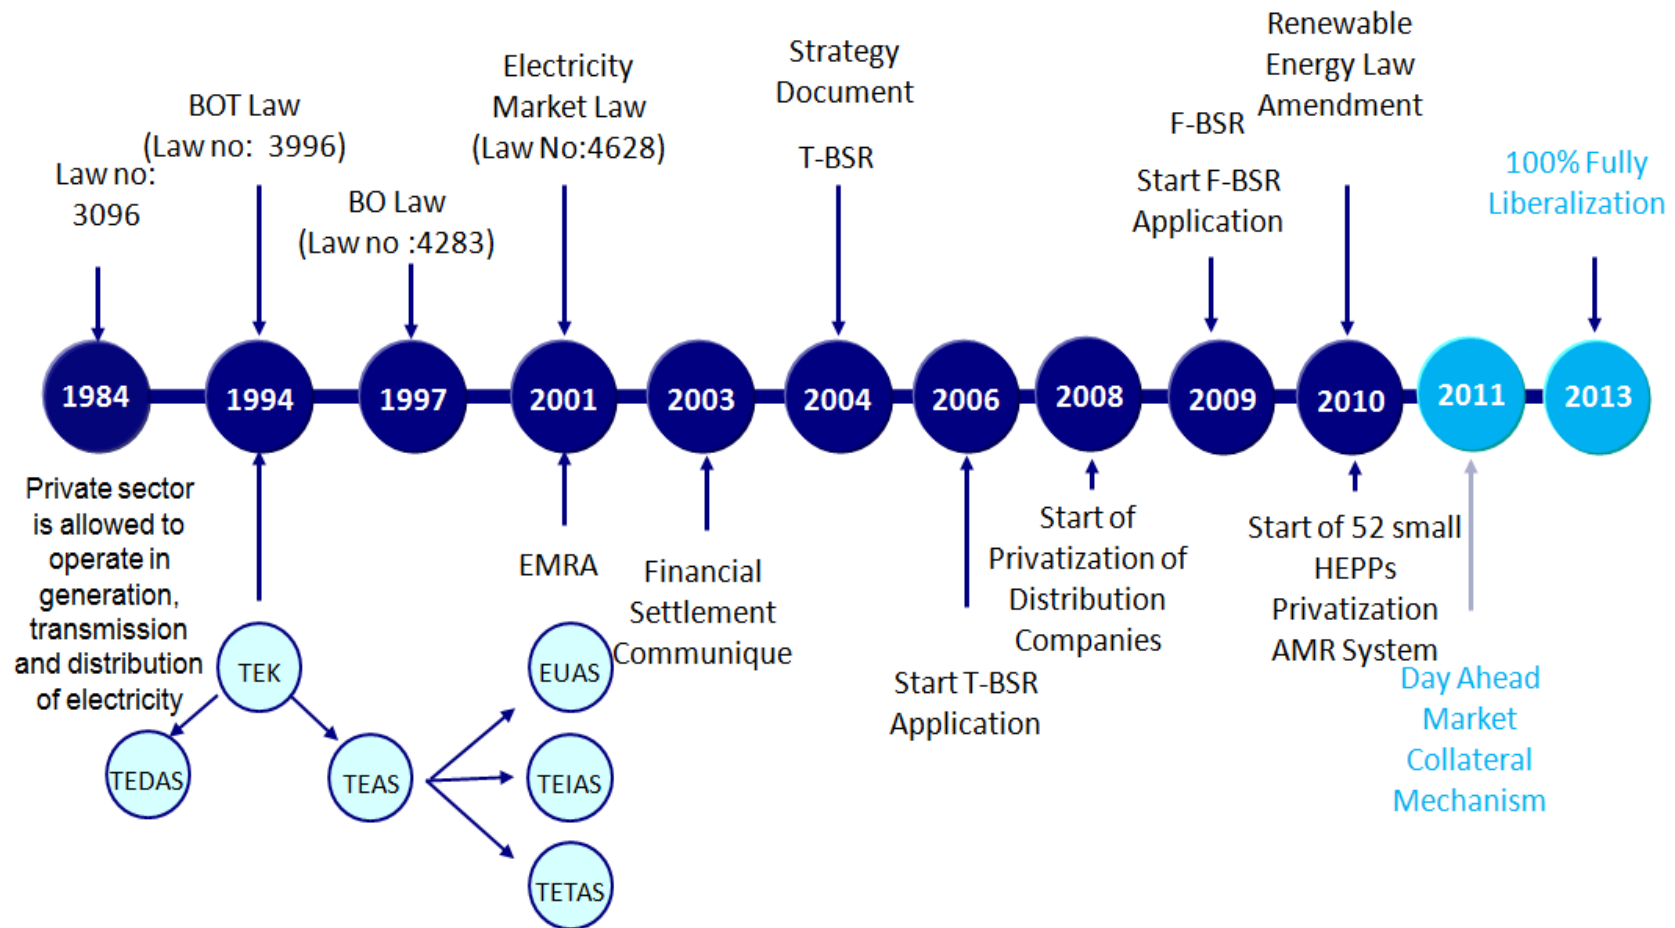 Law no:
3096
BOT Law
(Law no:  3996)
BO Law
(Law no :4283)
Electricity
Market Law
(Law No:4628)
Strategy
Document
T-BSR
F-BSR
Start F-BSR
Application
Renewable
Energy Law
Amendment
100% Fully
Liberalization
1984
1994
1997
2001
2003
2004
2006
2008
2009
2010
2011
2013
Private sector
is allowed to
operate in
generation,
transmission
and distribution
of electricity
TEK
TEDAS
TEAS
EMRA
EUAS
TEIAS
TETAS
Financial
Settlement
Communique
Start T-BSR
Application
Start of
Privatization of
Distribution
Companies
Start of 52 small
HEPPs
Privatization
AMR System
Day Ahead
Market
Collateral
Mechanism